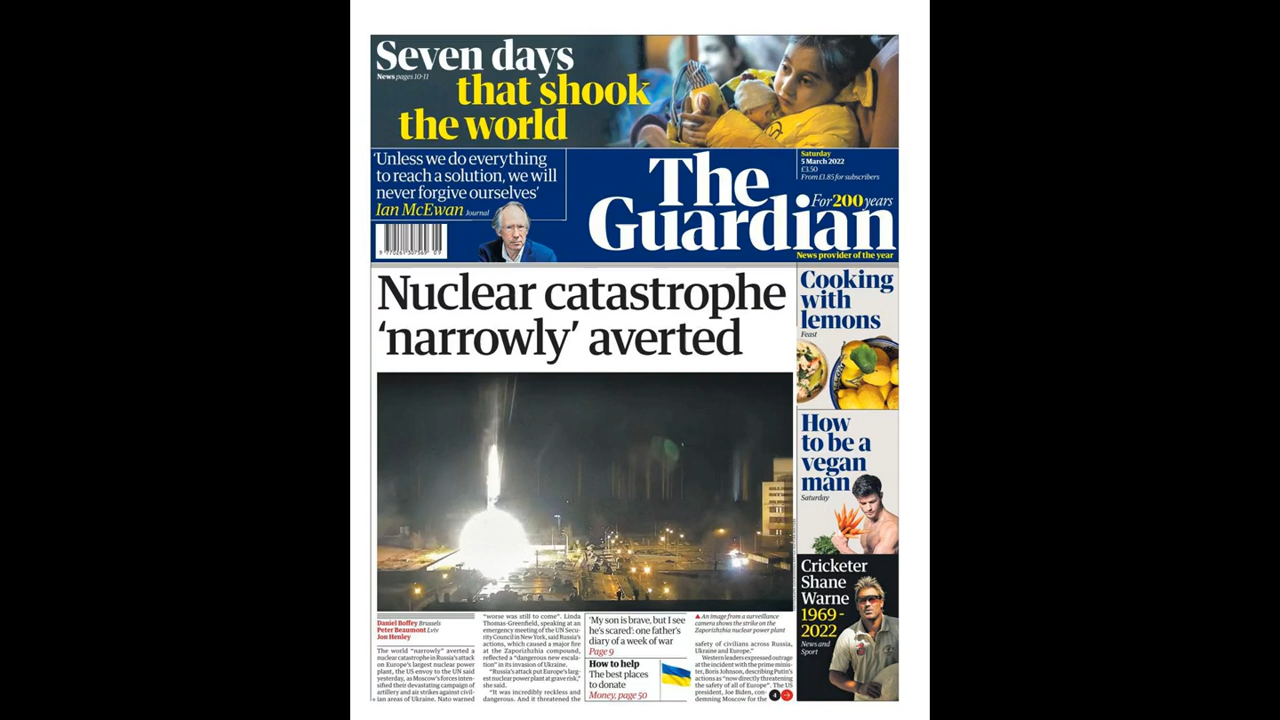 Seven days
News pages 10-11
that shook
the world
'Unless we do everything
to reach a solution, we will
never forgive ourselves'
Ian McEwan Journal
The
Guardian
Saturday
5 March 2022
£3.50
From £1.85 for subscribers
For 200 years
News provider of the year
Nuclear catastrophe
'narrowly' averted
Cooking
with
lemons
Feast
How
to be a
vegan
man
Saturday
Cricketer
Shane
Warne
1969-
2022
News and
Sport
Daniel Boffey Brussels
Peter Beaumont Lviv
Jon Henley
The world "narrowly" averted a
nuclear catastrophe in Russia's attack
on Europe's largest nuclear power
plant, the US envoy to the UN said
yesterday, as Moscow's forces inten-
sified their devastating campaign of
artillery and air strikes against civil-
ian areas of Ukraine. Nato warned
"worse was still to come". Linda
Thomas-Greenfield, speaking at an
emergency meeting of the UN Secu-
rity Council in New York, said Russia's
actions, which caused a major fire
at the Zaporizhzhia compound,
reflected a "dangerous new escala-
tion" in its invasion of Ukraine.
"Russia's attack put Europe's larg-
est nuclear power plant at grave risk,"
she said.
"It was incredibly reckless and
dangerous. And it threatened the
'My son is brave, but I see
he's scared': one father's
diary of a week of war
Page 9
How to help
The best places
to donate
Money, page 50
▲ An image from a surveillance
camera shows the strike on the
Zaporizhzhia nuclear power plant
safety of civilians across Russia,
Ukraine and Europe."
Western leaders expressed outrage
at the incident with the prime minis-
ter, Boris Johnson, describing Putin's
actions as "now directly threatening
the safety of all of Europe". The US
president, Joe Biden, con-
demning Moscow for the 4